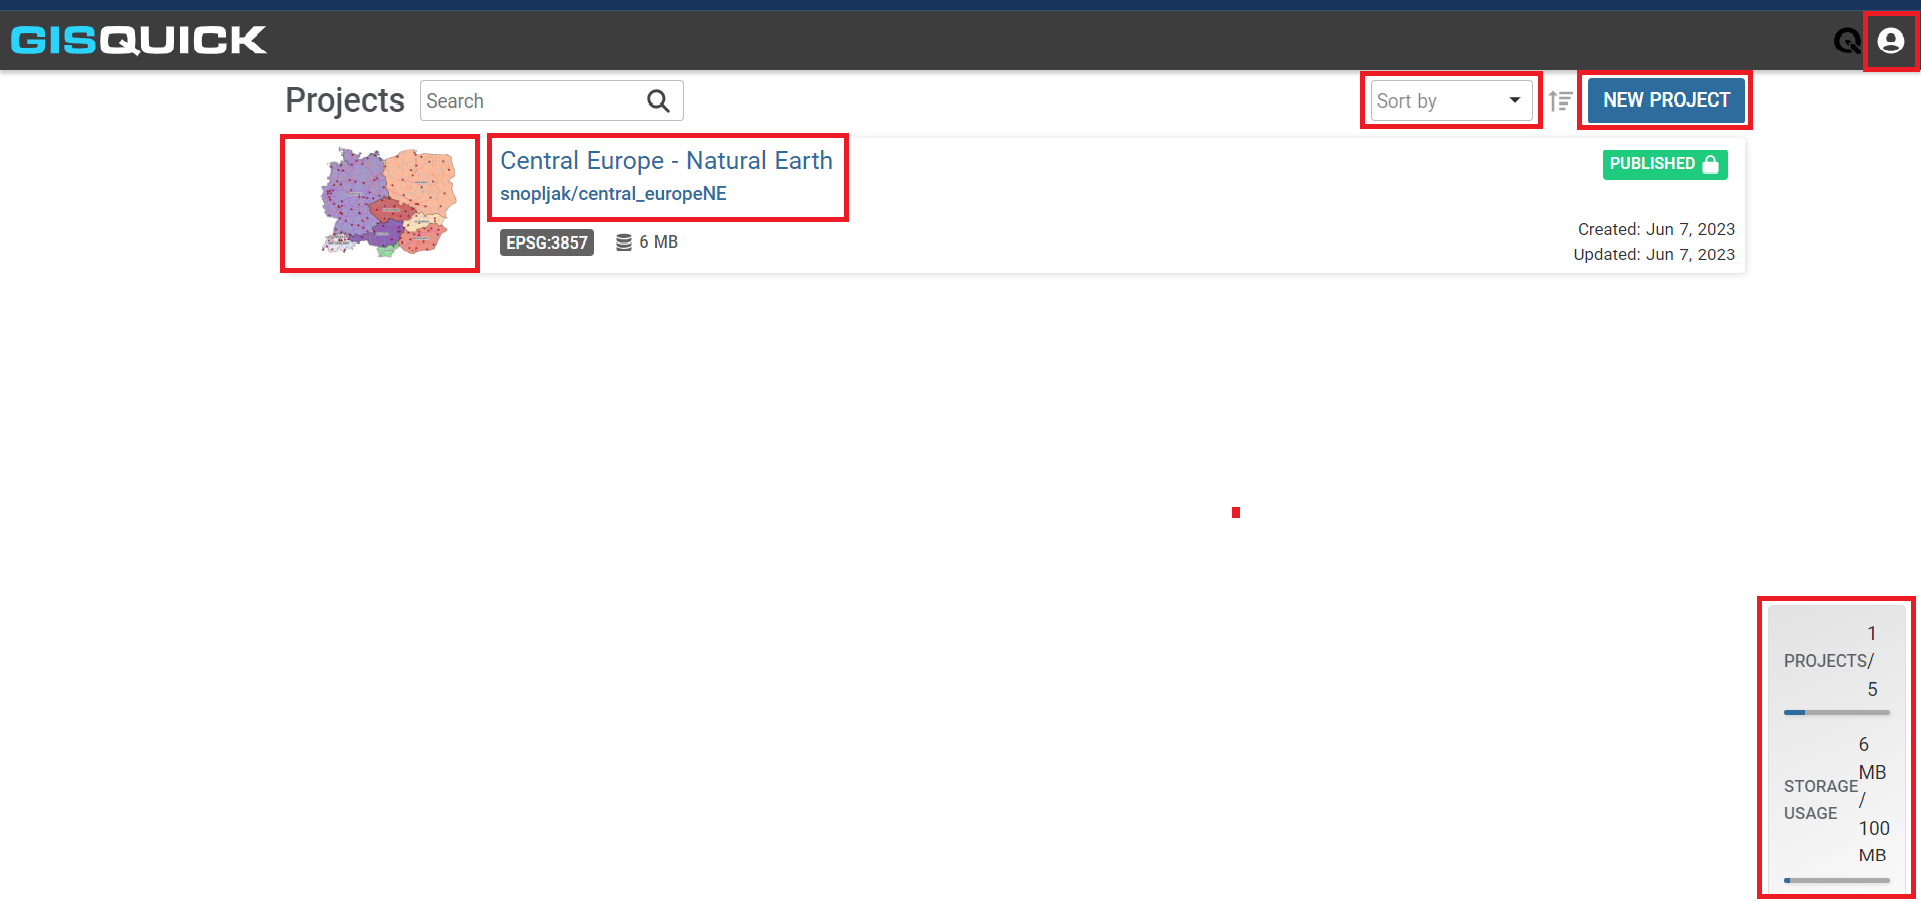 GISQUICK
Projects
Search
Sort by
NEW PROJECT
Central Europe - Natural Earth
snopljak/central_europeNE
PUBLISHED
EPSG:3857
6 MB
Created: Jun 7, 2023
Updated: Jun 7, 2023
1
PROJECTS/
5
6
MB
STORAGE
/
USAGE
100
MB